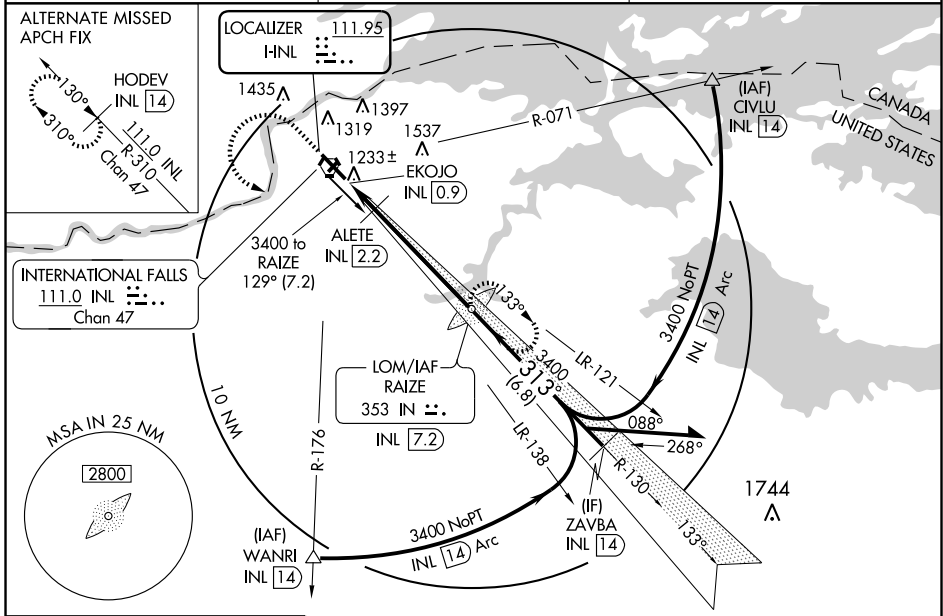 ALTERNATE MISSED
APCH FIX
HODEV
INL 14
130°
310°
111.0 INL
R-310
Chan 47
LOCALIZER 111.95
I-INL
1435
1397
1319
1537
1233±
R-071
(IAF)
CIVLU
INL 14
CANADA
UNITED STATES
EKOJO
INL 0.9
ALETE
INL 2.2
3400 to
RAIZE
129° (7.2)
INTERNATIONAL FALLS
111.0 INL
Chan 47
3400 NoPT
INL 14 Arc
133°
LOM/IAF
RAIZE
353 IN
INL 7.2
3400
313°
(6.8)
LR-121
LR-138
088°
268°
R-130
133°
10 NM
R-176
MSA IN 25 NM
2800
(IAF)
WANRI
INL 14
3400 NoPT
INL 14 Arc
(IF)
ZAVBA
INL 14
1744